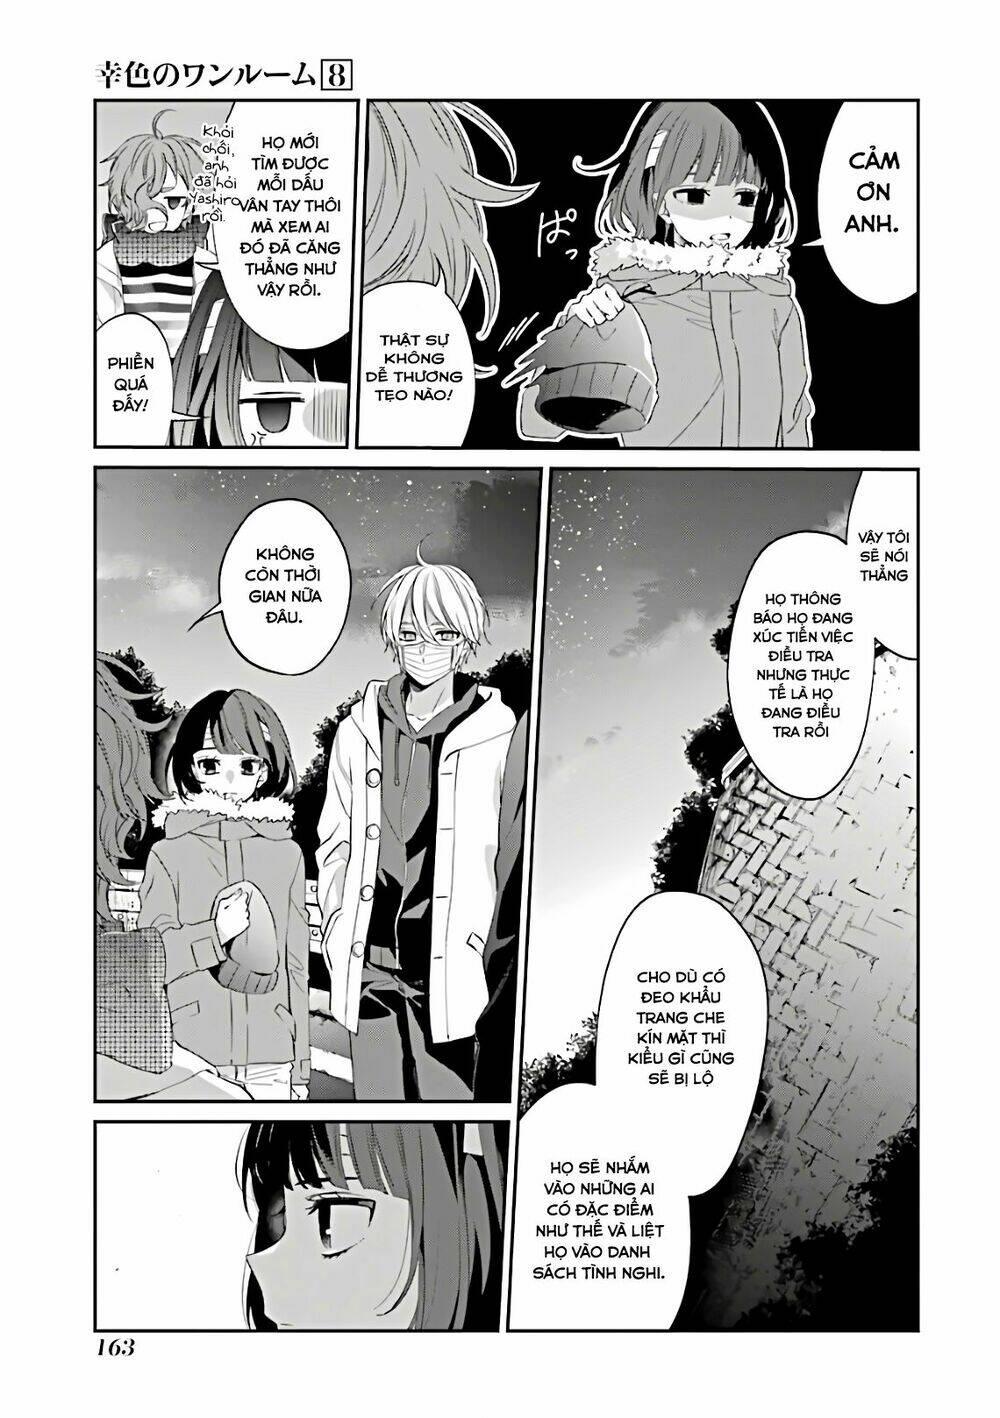 幸色のワンルーム 8
CẢM
ƠN
ANH.
ぱっ
THẬT SỰ
KHÔNG
DỄ THƯƠNG
TẸO NÀO!
HỌ MỚI
TÌM ĐƯỢC
MỖI DẤU
VÂN TAY THÔI
MÀ XEM AI
ĐÓ ĐÃ CĂNG
THẲNG NHƯ
VẬY RỒI.
Khỏi
chối,
anh
đã hỏi
Yashiro
rồi.
PHIỀN
QUÁ
ĐẤY!
VẬY TÔI
SẼ NÓI
THẲNG
HỌ THÔNG
BÁO HỌ ĐANG
XÚC TIẾN VIỆC
ĐIỀU TRA
NHƯNG THỰC
TẾ LÀ HỌ
ĐANG ĐIỀU
TRA RỒI
CHO DÙ CÓ
ĐEO KHẨU
TRANG CHE
KÍN MẶT THÌ
KIỂU GÌ CŨNG
SẼ BỊ LỘ
HỌ SẼ NHẮM
VÀO NHỮNG AI
CÓ ĐẶC ĐIỂM
NHƯ THẾ VÀ LIỆT
HỌ VÀO DANH
SÁCH TÌNH NGHI.
KHÔNG
CÒN THỜI
GIAN NỮA
ĐÂU.
163